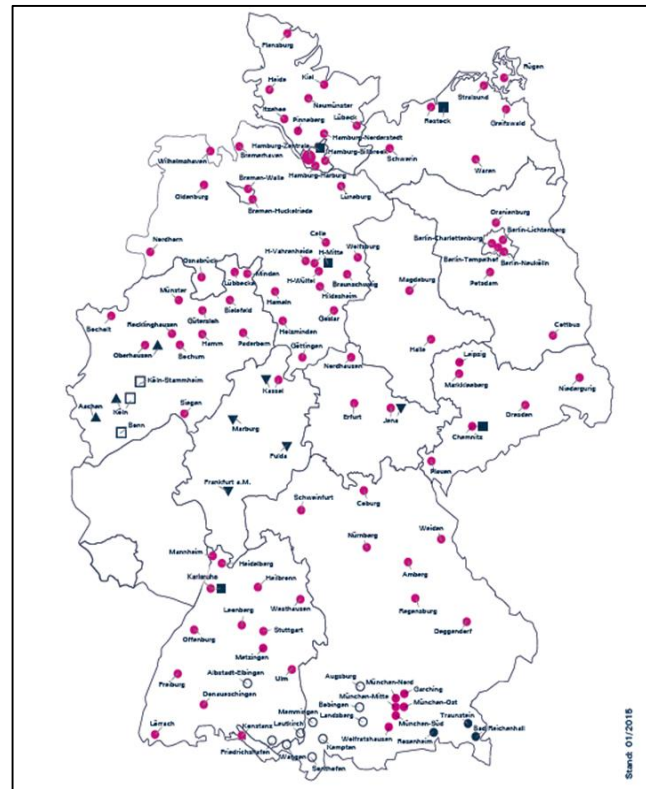 Flensburg
Rügen
Heide
Kiel
Stralsund
Itzehoe
Neumünster
Rostock
Greifswald
Pinneberg
Lübeck
Hamburg-Nerderstedt
Hamburg-Zentrale
Schwerin
Bremerhaven
Wilhelmshaven
Hamburg-Harburg
Waren
Bremen-Walle
Oldenburg
Lüneburg
Bremen-Huckelriede
Oranienburg
Berlin-Lichtenberg
Berlin-Charlottenburg
Celle
Nordhorn
H-Vahrenheide
H-Mitte
Wolfsburg
Berlin-Tempelhof
Berlin-Neukölln
Osnabrück
Minden
Lübbecke
H-Wülfel
Braunschweig
Potsdam
Magdeburg
Münster
Hameln
Hildesheim
Bielefeld
Bocholt
Gütersloh
Goslar
Recklinghausen
Holzminden
Cottbus
Oberhausen
Hamm
Paderborn
Bochum
Göttingen
Halle
Nordhausen
Leipzig
Köln-Stammheim
Kassel
Markkleeberg
Niedergurig
Aachen
Köln
Siegen
Erfurt
Jena
Dresden
Bonn
Marburg
Chemnitz
Fulda
Plauen
Frankfurt a.M.
Schweinfurt
Coburg
Weiden
Nürnberg
Mannheim
Heidelberg
Amberg
Karlsruhe
Heilbronn
Westhausen
Regensburg
Leonberg
Deggendorf
Stuttgart
Offenburg
Metzingen
Albstadt-Ebingen
Ulm
Augsburg
München-Nord
Freiburg
München-Mitte
Garching
Donaueschingen
Bobingen
München-Ost
Memmingen
Landsberg
Traunstein
Lörrach
Konstanz
Leutkirch
München-Süd
Bad Reichenhall
Wolfratshausen
Rosenheim
Kempten
Friedrichshafen
Wangen
Sonthofen
Stand: 01/2015